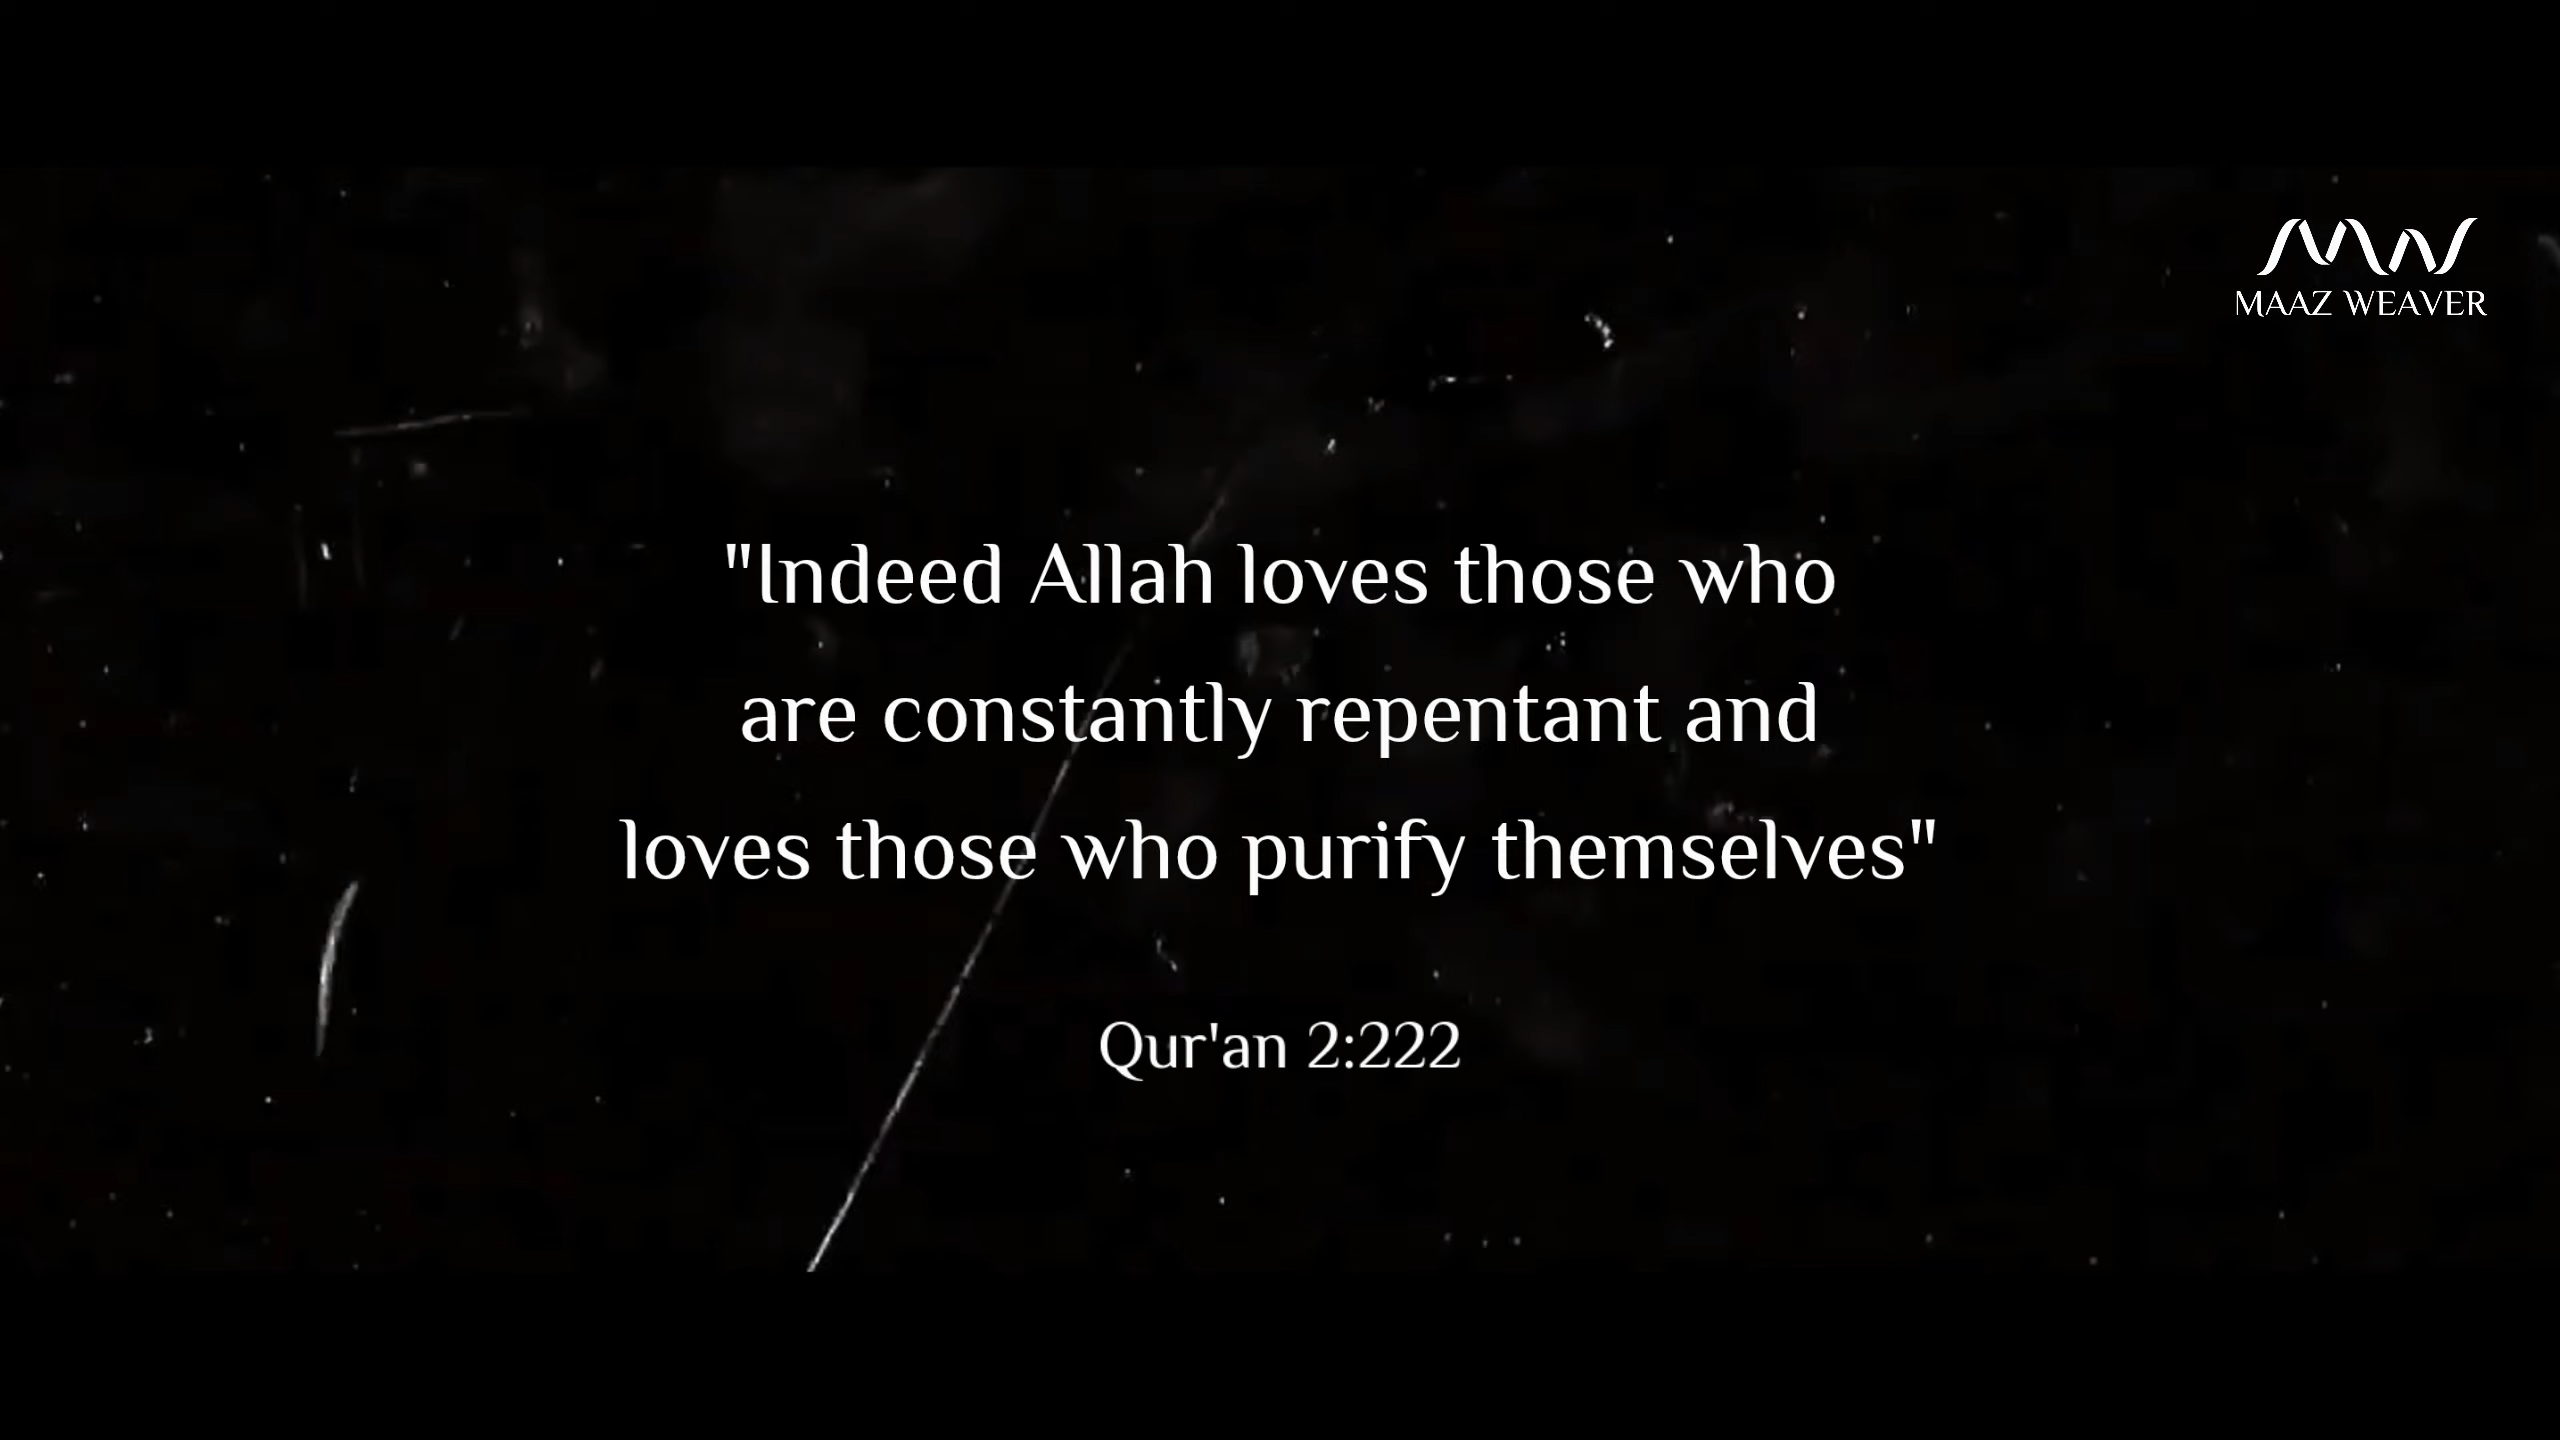 MAAZ WEAVER
"Indeed Allah loves those who
are constantly repentant and
loves those who purify themselves"
Qur'an 2:222